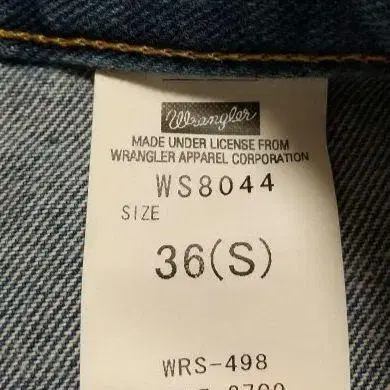 Wrangler
MADE UNDER LICENSE FROM
WRANGLER APPAREL CORPORATION
WS8044
SIZE
36(S)
WRS-498